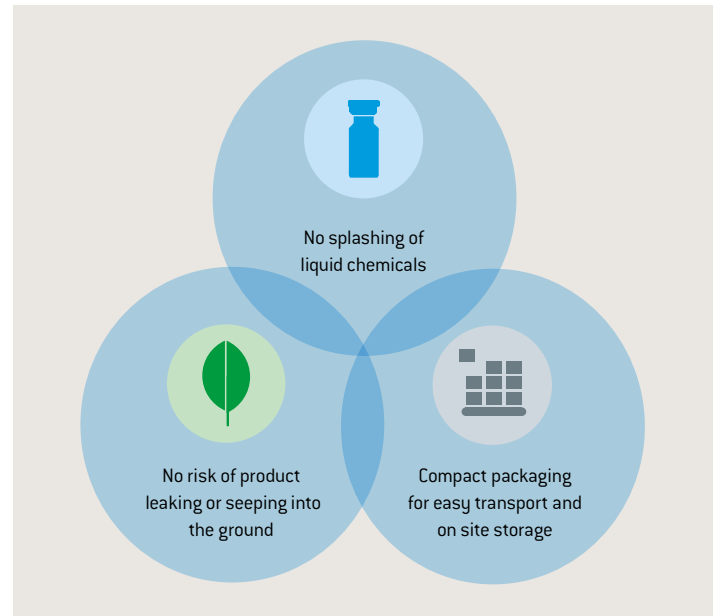 No splashing of
liquid chemicals
No risk of product
leaking or seeping into
the ground
Compact packaging
for easy transport and
on site storage